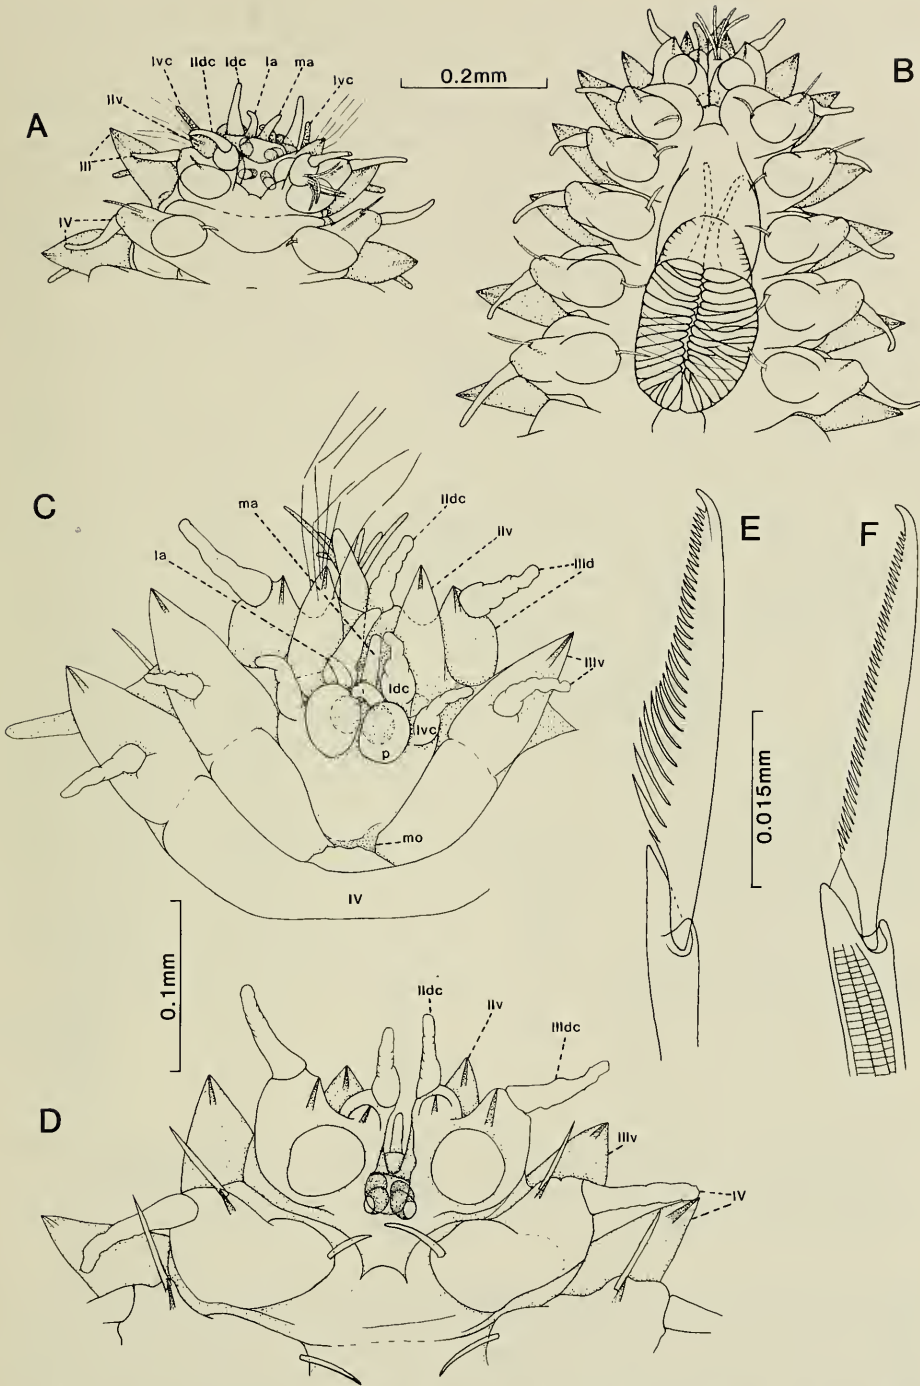 A
Ivc
IIdc
Idc
Ia
ma
Ivc
IIv
III
IV
0.2mm
B
C
ma
IIdc
IIv
IIId
Ia
IIIv
Idc
Ivc
p
mo
IV
E
F
0.015mm
0.1mm
D
IIdc
IIv
IIIdc
IIIv
IV